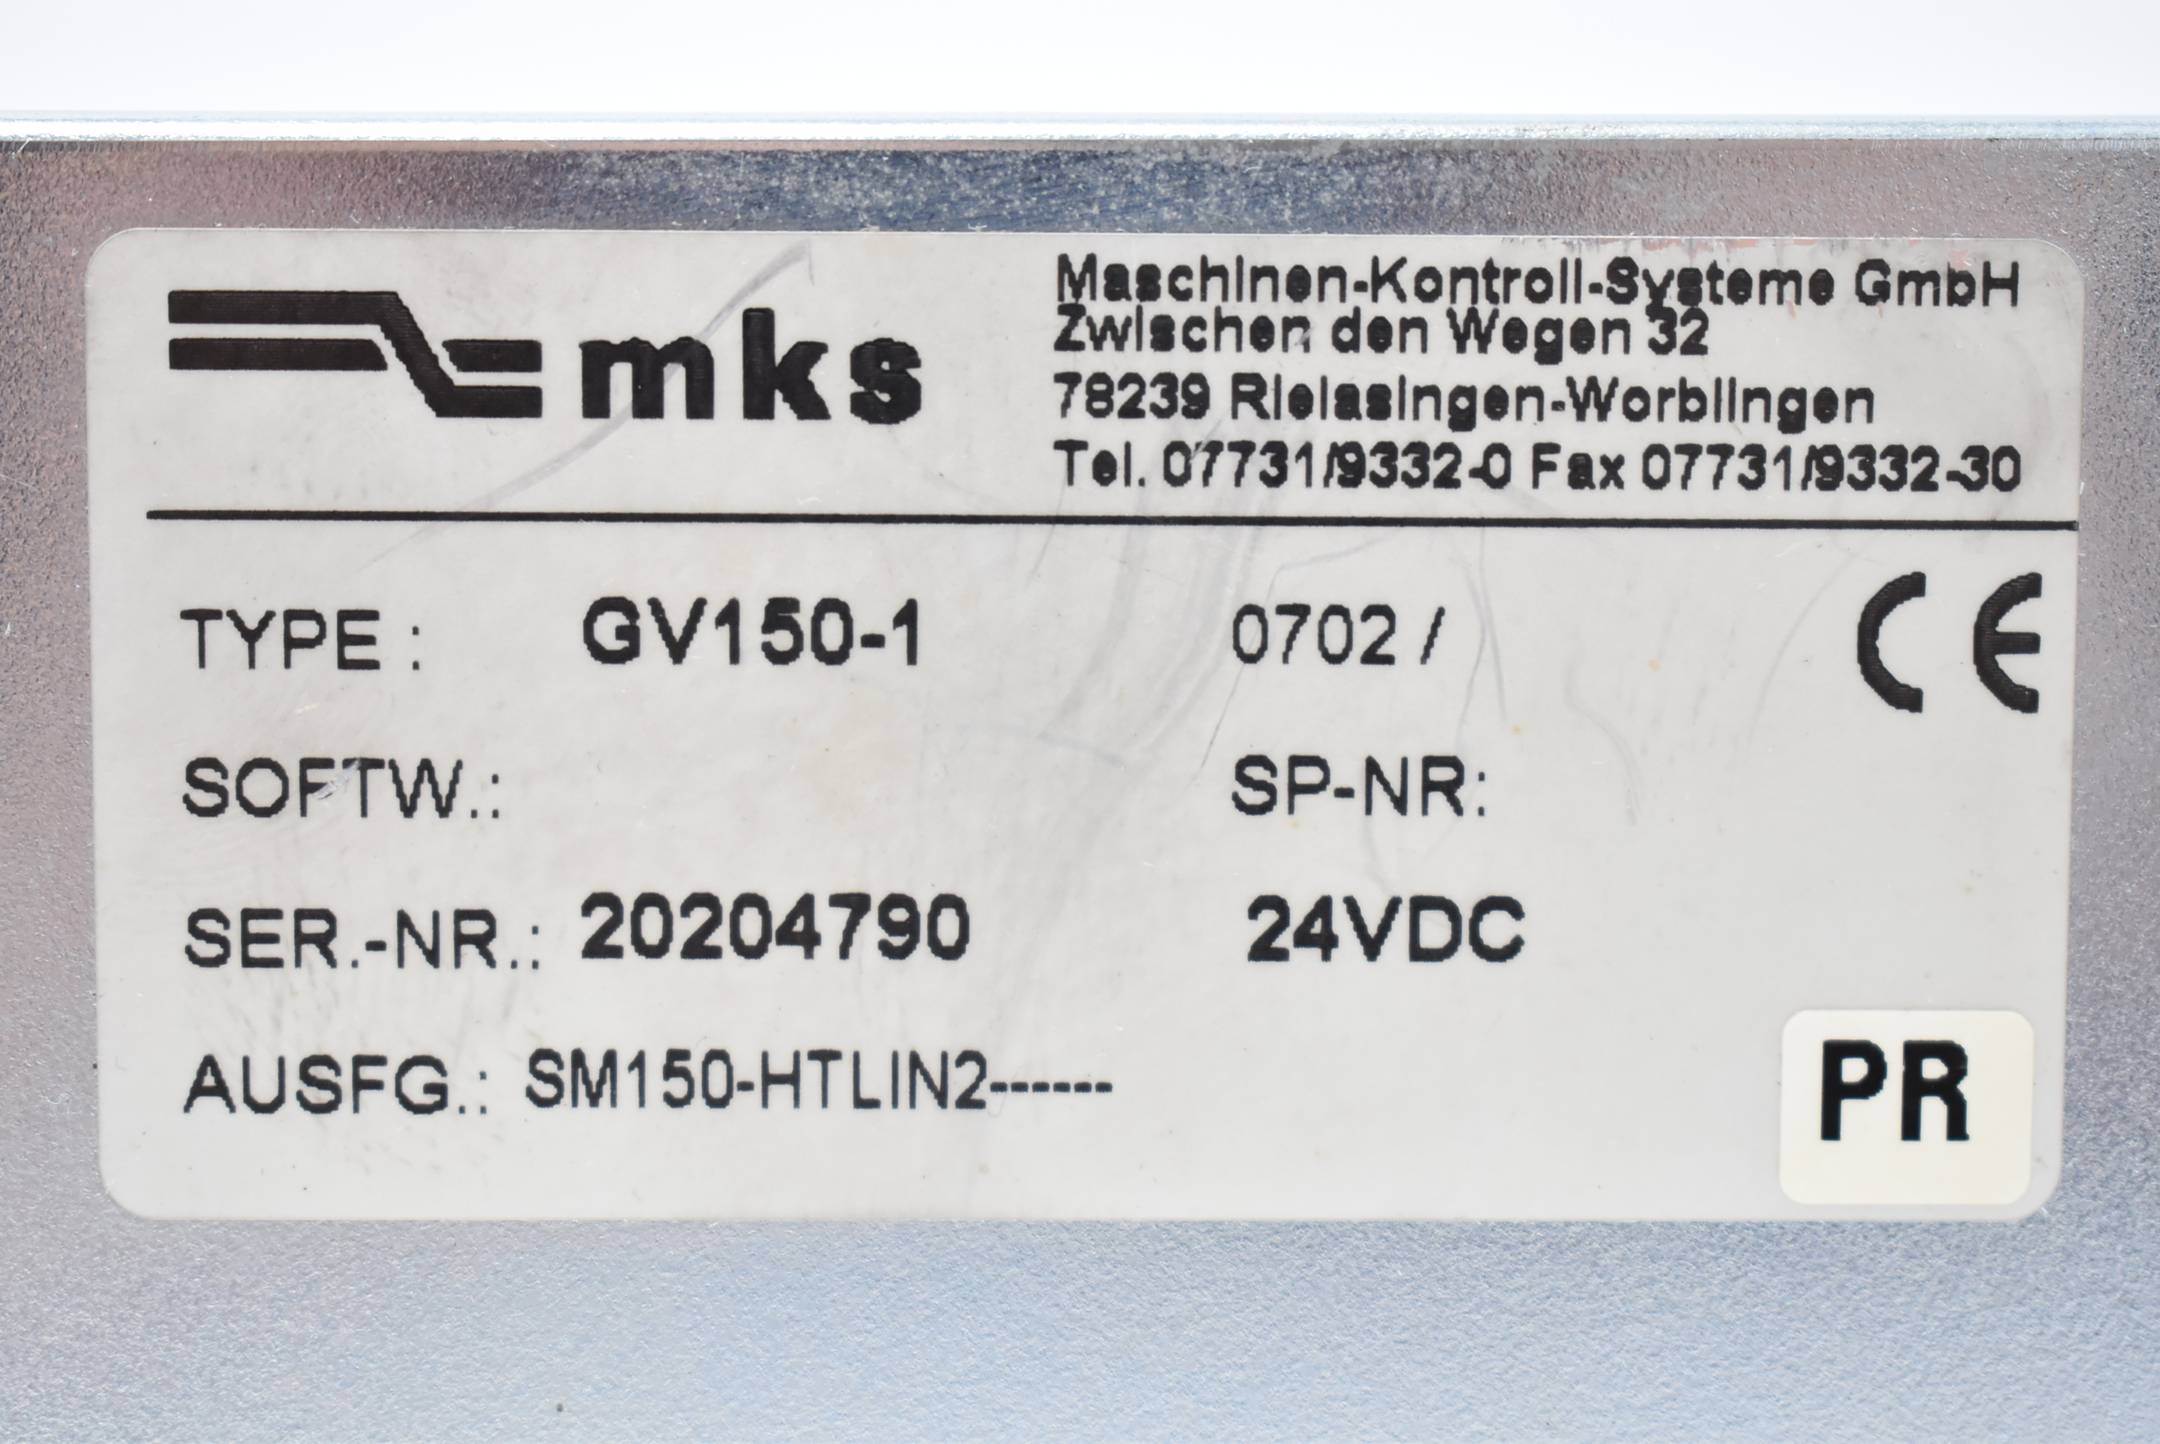 mks
Maschinen-Kontroll-Systeme GmbH
Zwischen den Wegen 32
78239 Rielasingen-Worblingen
Tel. 07731/9332-0 Fax 07731/9332-30
TYPE : GV150-1 0702 / CE
SOFTW.: SP-NR:
SER.-NR.: 20204790 24VDC
AUSFG.: SM150-HTLIN2------
PR